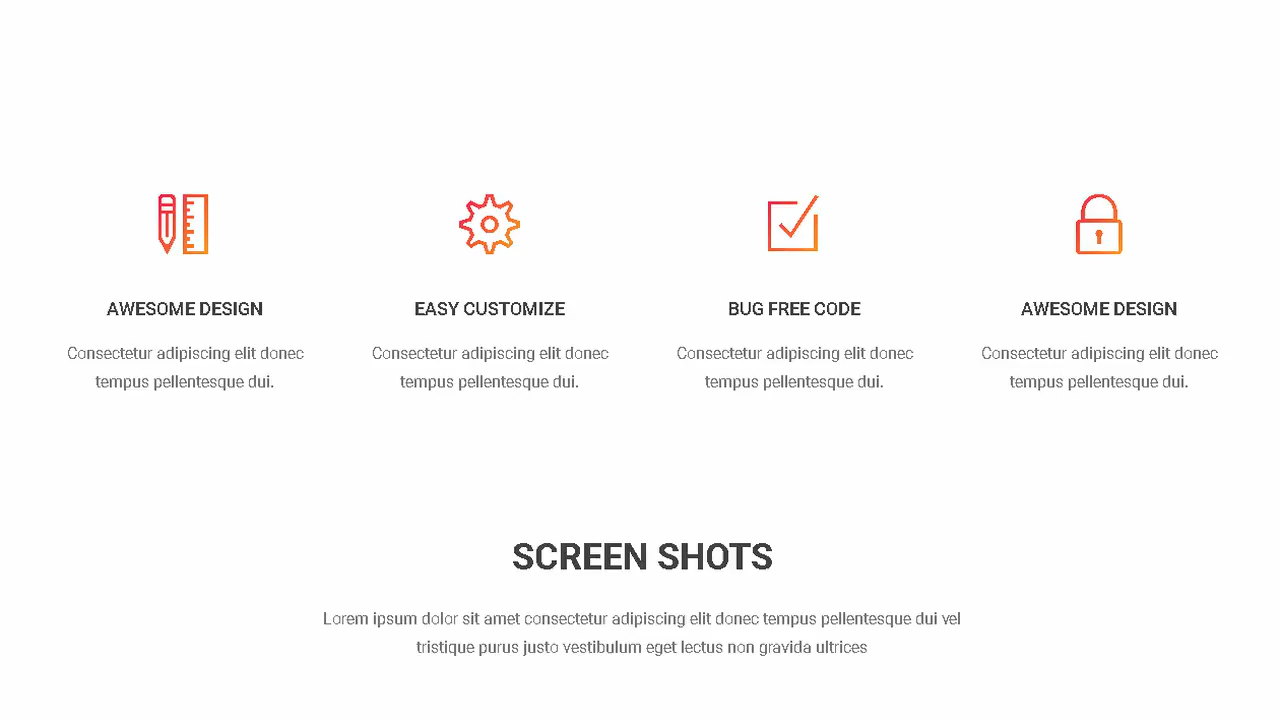 AWESOME DESIGN
Consectetur adipiscing elit donec
tempus pellentesque dui.
EASY CUSTOMIZE
Consectetur adipiscing elit donec
tempus pellentesque dui.
BUG FREE CODE
Consectetur adipiscing elit donec
tempus pellentesque dui.
AWESOME DESIGN
Consectetur adipiscing elit donec
tempus pellentesque dui.
SCREEN SHOTS
Lorem ipsum dolor sit amet consectetur adipiscing elit donec tempus pellentesque dui vel
tristique purus justo vestibulum eget lectus non gravida ultrices